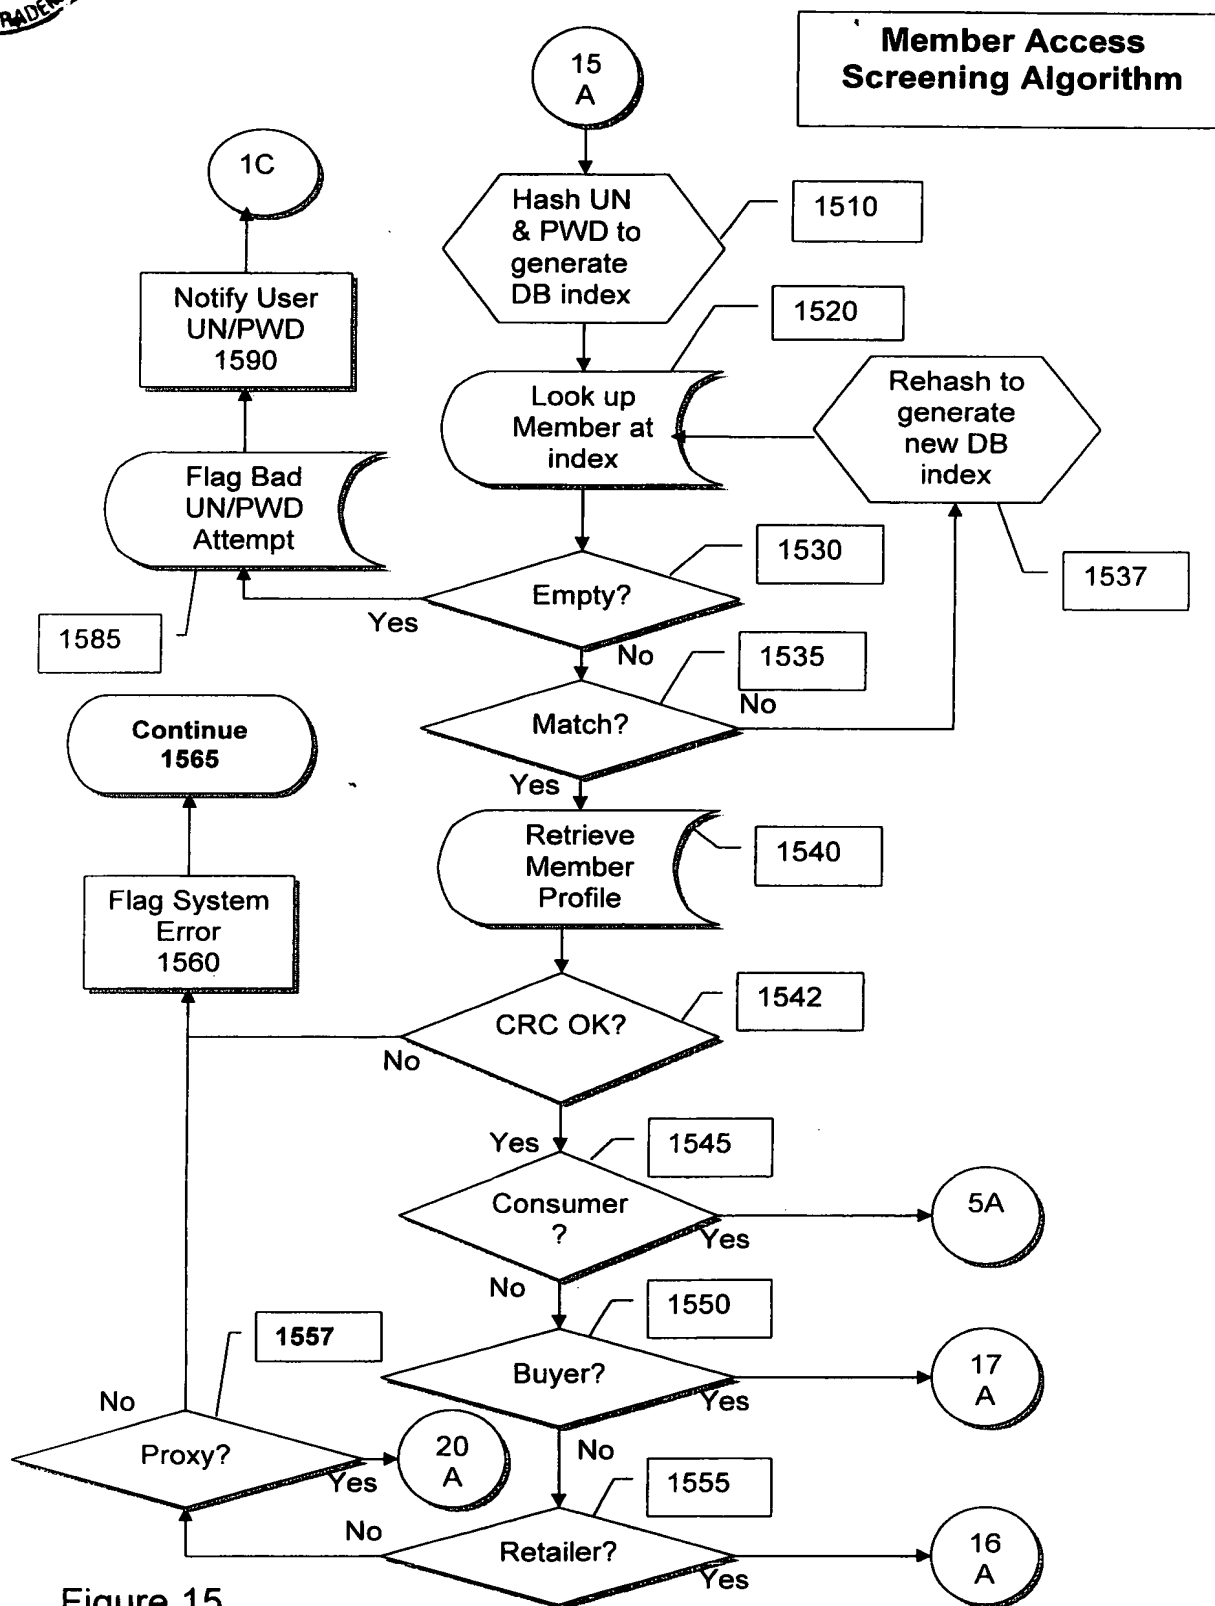 Member Access
Screening Algorithm
15
A
1C
Hash UN
& PWD to
generate
DB index
1510
Notify User
UN/PWD
1590
1520
Look up
Member at
index
Rehash to
generate
new DB
index
Flag Bad
UN/PWD
Attempt
1530
1537
Empty?
Yes
No
1585
1535
Match?
No
Yes
Continue
1565
Retrieve
Member
Profile
1540
Flag System
Error
1560
1542
CRC OK?
No
Yes
1545
Consumer
?
Yes
5A
No
1550
1557
Buyer?
Yes
17
A
No
Proxy?
Yes
20
A
No
1555
No
Retailer?
Yes
16
A
Figure 15